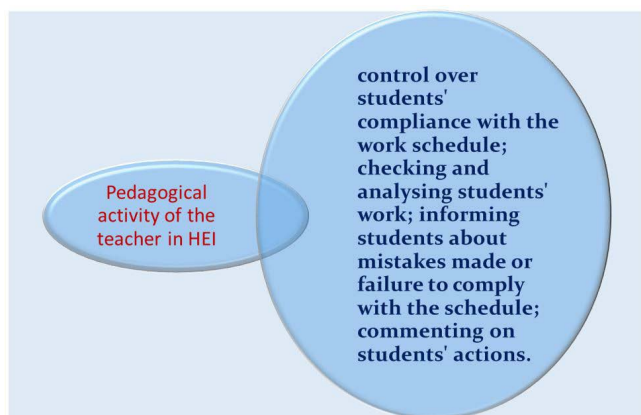 Pedagogical
activity of the
teacher in HEI
control over
students'
compliance with the
work schedule;
checking and
analysing students'
work; informing
students about
mistakes made or
failure to comply
with the schedule;
commenting on
students' actions.